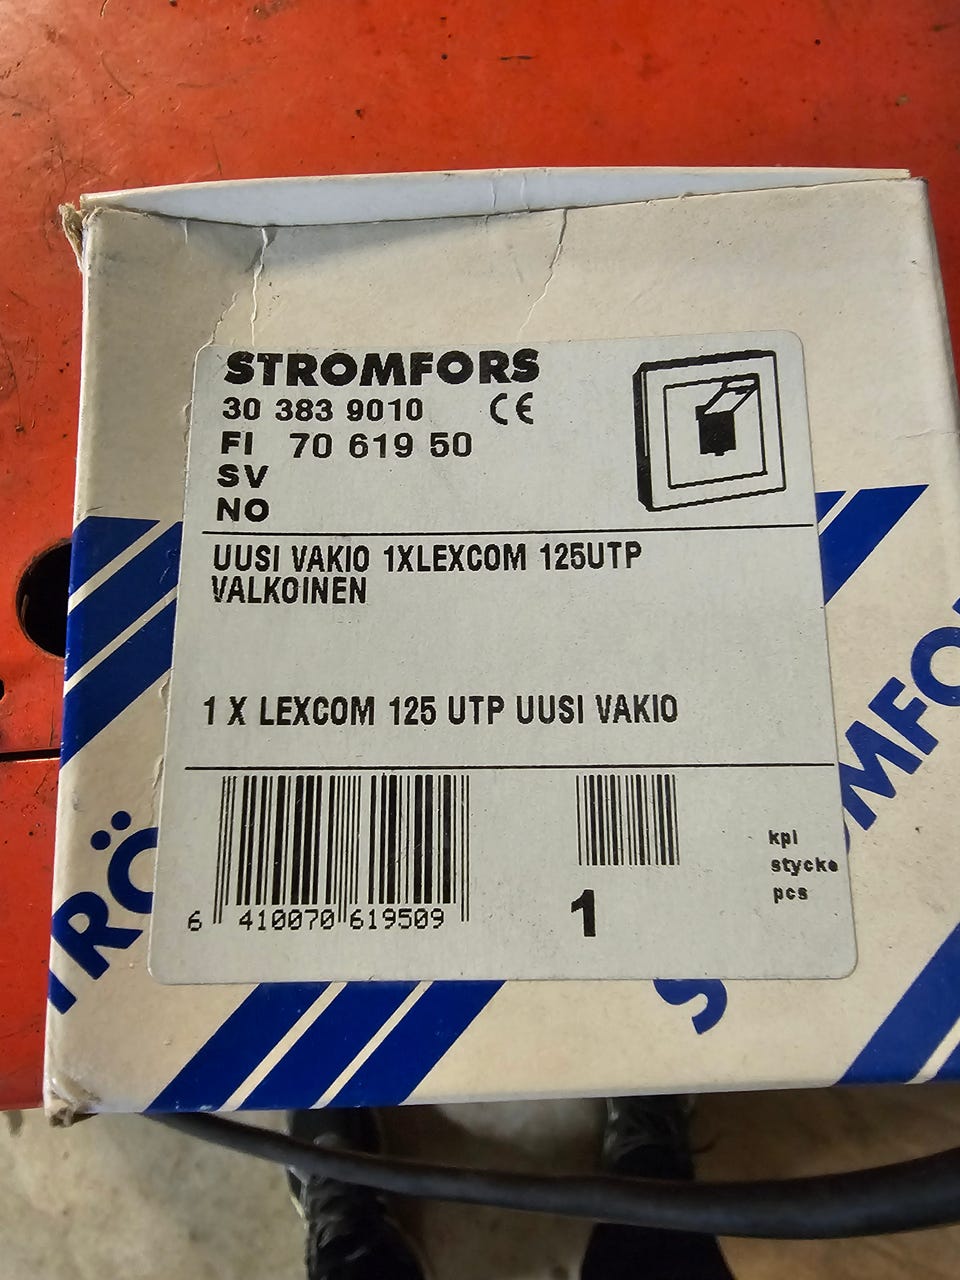 STROMFORS
30 383 9010 CE
FI 70 619 50
SV
NO
UUSI VAKIO 1XLEXCOM 125UTP
VALKOINEN
1 X LEXCOM 125 UTP UUSI VAKIO
kpl
stycke
pcs
6 410070 619509
1